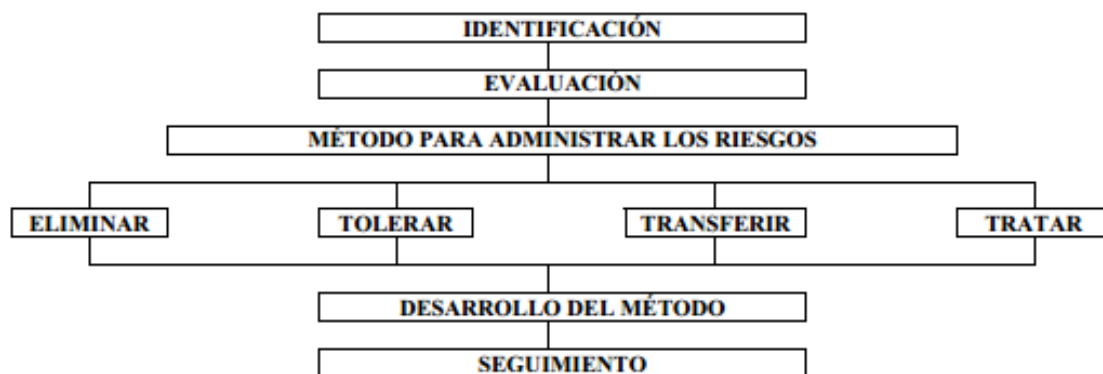 IDENTIFICACIÓN
EVALUACIÓN
MÉTODO PARA ADMINISTRAR LOS RIESGOS
ELIMINAR
TOLERAR
TRANSFERIR
TRATAR
DESARROLLO DEL MÉTODO
SEGUIMIENTO